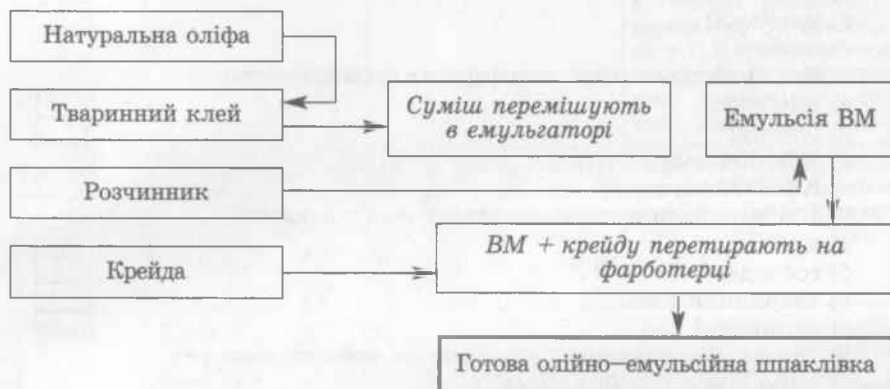 Натуральна оліфа
Тваринний клей
Суміш перемішують
в емульгаторі
Емульсія ВМ
Розчинник
Крейда
ВМ + крейду перетирають на
фарботерці
Готова олійно—емульсійна шпаклівка